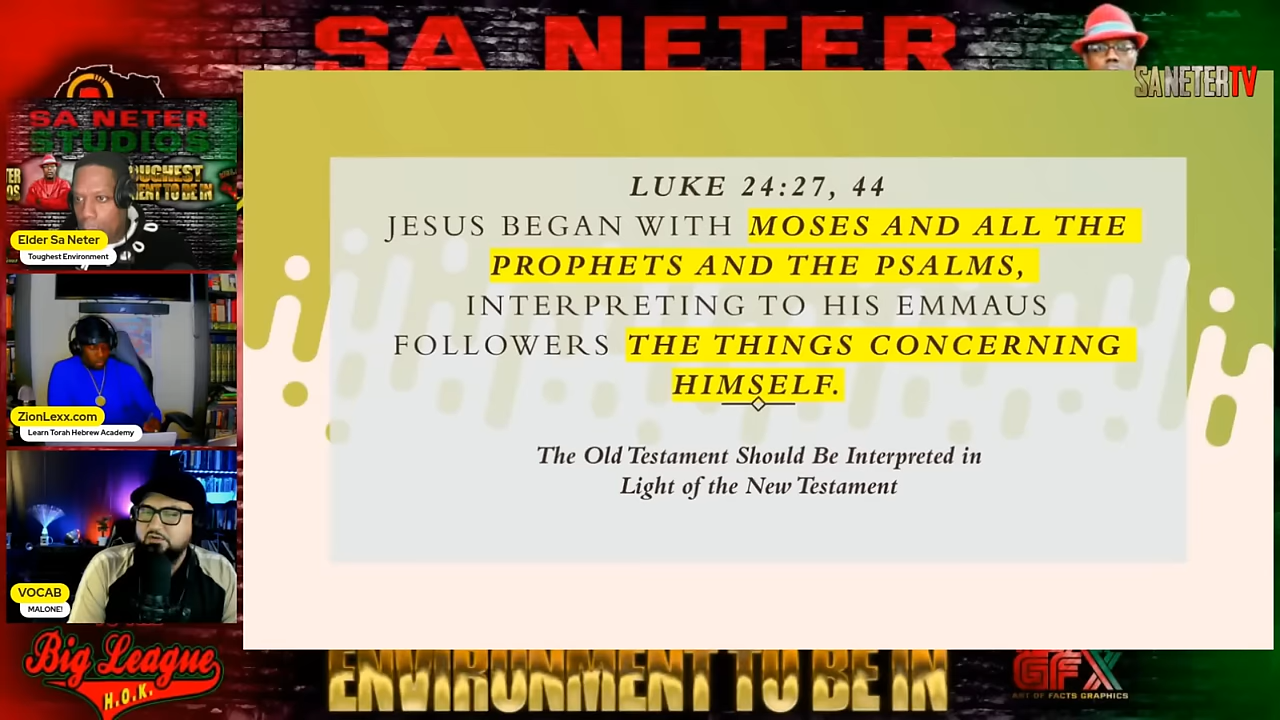 SA NETER
SANETERTV
SA NETER
STUDIOS
Elder Sa Neter
Toughest Environment
ZionLexx.com
Learn Torah Hebrew Academy
VOCAB
MALONE!
LUKE 24:27, 44
JESUS BEGAN WITH MOSES AND ALL THE
PROPHETS AND THE PSALMS,
INTERPRETING TO HIS EMMAUS
FOLLOWERS THE THINGS CONCERNING
HIMSELF.
The Old Testament Should Be Interpreted in
Light of the New Testament
Big League
H.O.K.
ENVIRONMENT TO BE IN
GFX
ART OF FACTS GRAPHICS